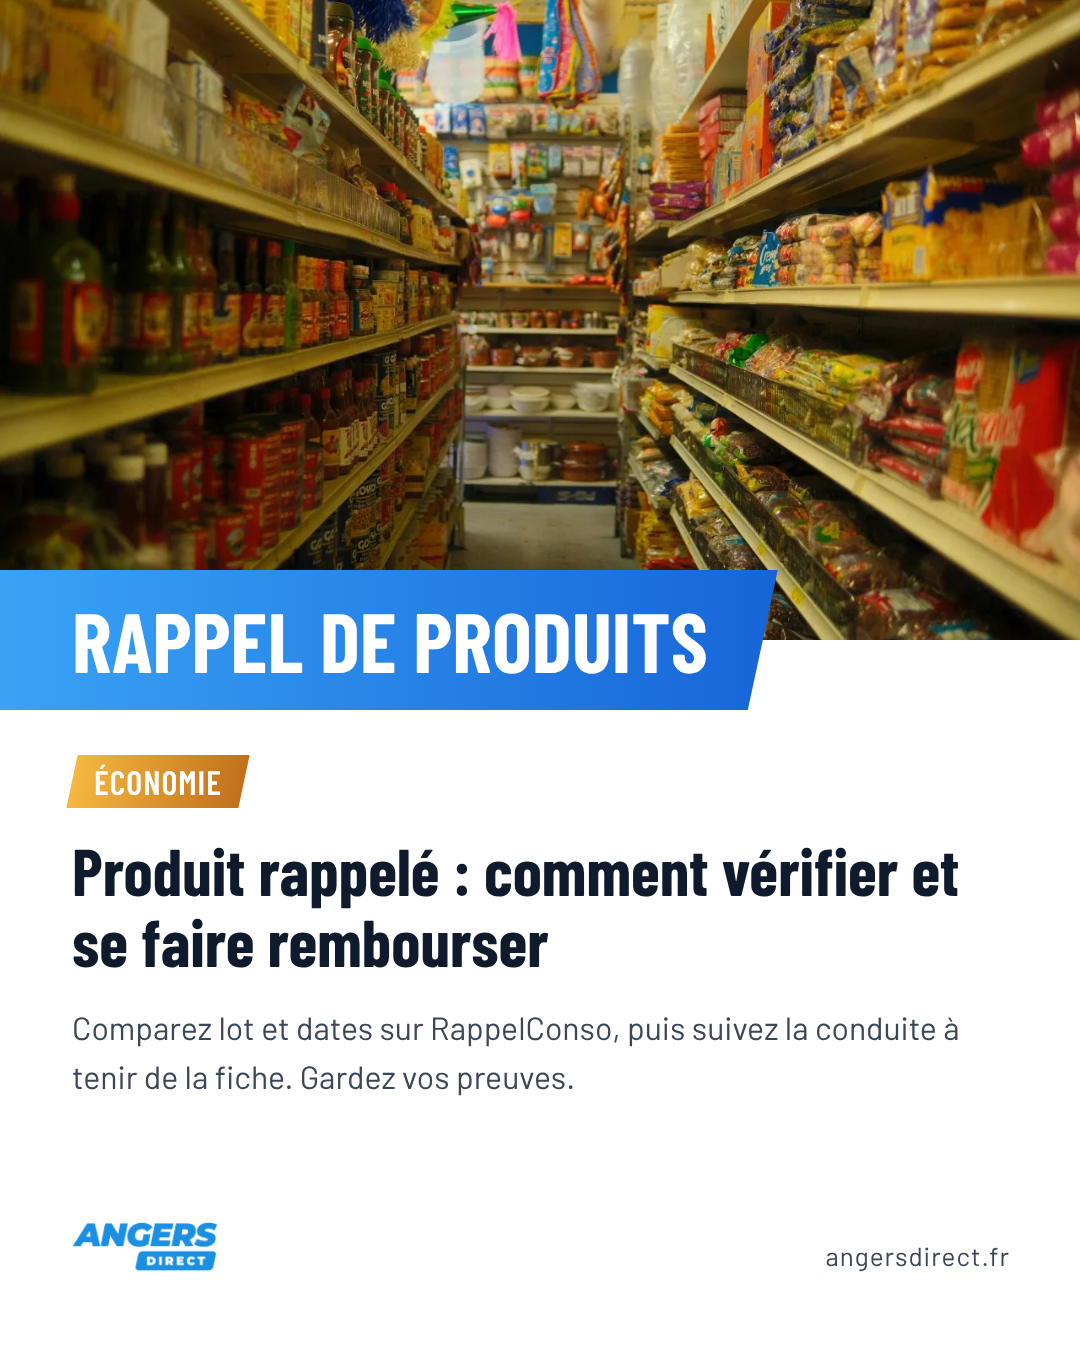 RAPPEL DE PRODUITS
ÉCONOMIE
Produit rappelé : comment vérifier et
se faire rembourser
Comparez lot et dates sur RappelConso, puis suivez la conduite à
tenir de la fiche. Gardez vos preuves.
ANGERS
DIRECT
angersdirect.fr